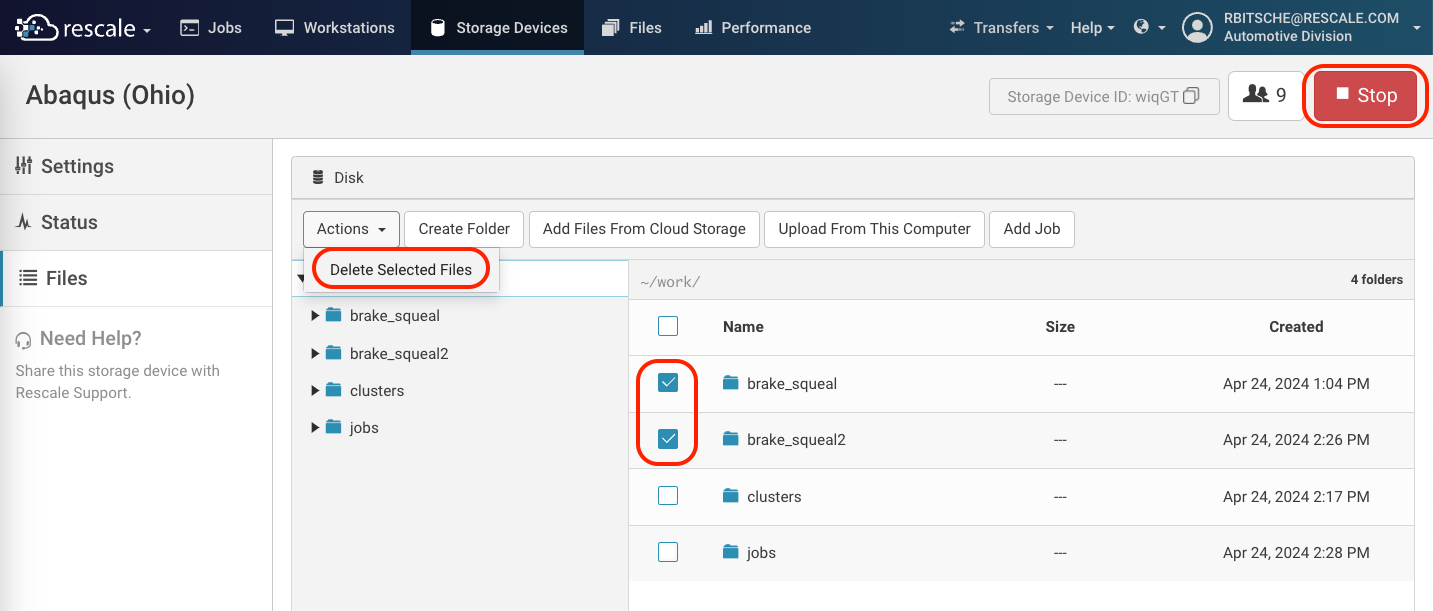 rescale
Jobs
Workstations
Storage Devices
Files
Performance
Transfers
Help
RBITSCHE@RESCALE.COM
Automotive Division
Abaqus (Ohio)
Storage Device ID: wiqGT
9
Stop
Settings
Status
Files
Need Help?
Share this storage device with
Rescale Support.
Disk
Actions
Create Folder
Add Files From Cloud Storage
Upload From This Computer
Add Job
Delete Selected Files
brake_squeal
brake_squeal2
clusters
jobs
~/work/
4 folders
Name Size Created
brake_squeal --- Apr 24, 2024 1:04 PM
brake_squeal2 --- Apr 24, 2024 2:26 PM
clusters --- Apr 24, 2024 2:17 PM
jobs --- Apr 24, 2024 2:28 PM